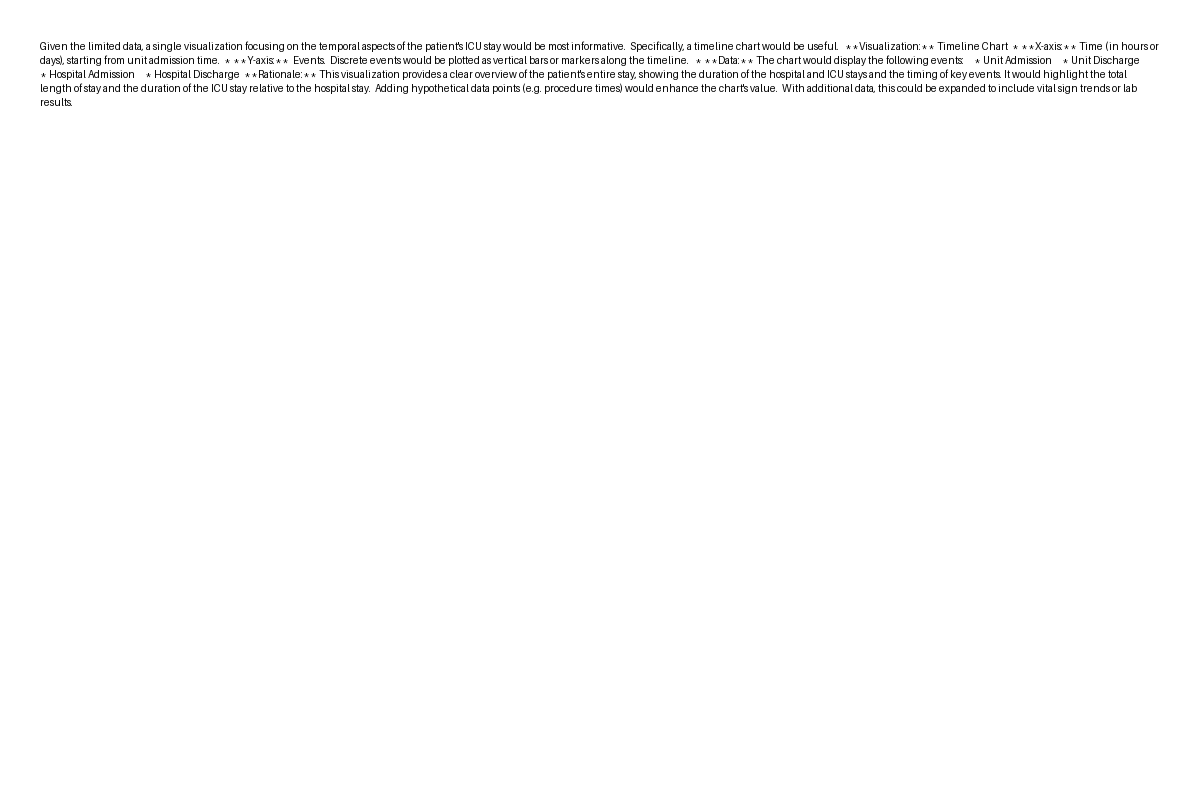 Given the limited data, a single visualization focusing on the temporal aspects of the patient's ICU stay would be most informative.  Specifically, a timeline chart would be useful.   **Visualization:** Timeline Chart  * **X-axis:** Time (in hours or
days), starting from unit admission time.  * **Y-axis:**  Events.  Discrete events would be plotted as vertical bars or markers along the timeline.   * **Data:** The chart would display the following events:    * Unit Admission    * Unit Discharge
* Hospital Admission    * Hospital Discharge  **Rationale:** This visualization provides a clear overview of the patient's entire stay, showing the duration of the hospital and ICU stays and the timing of key events. It would highlight the total
length of stay and the duration of the ICU stay relative to the hospital stay.  Adding hypothetical data points (e.g. procedure times) would enhance the chart's value.  With additional data, this could be expanded to include vital sign trends or lab
results.